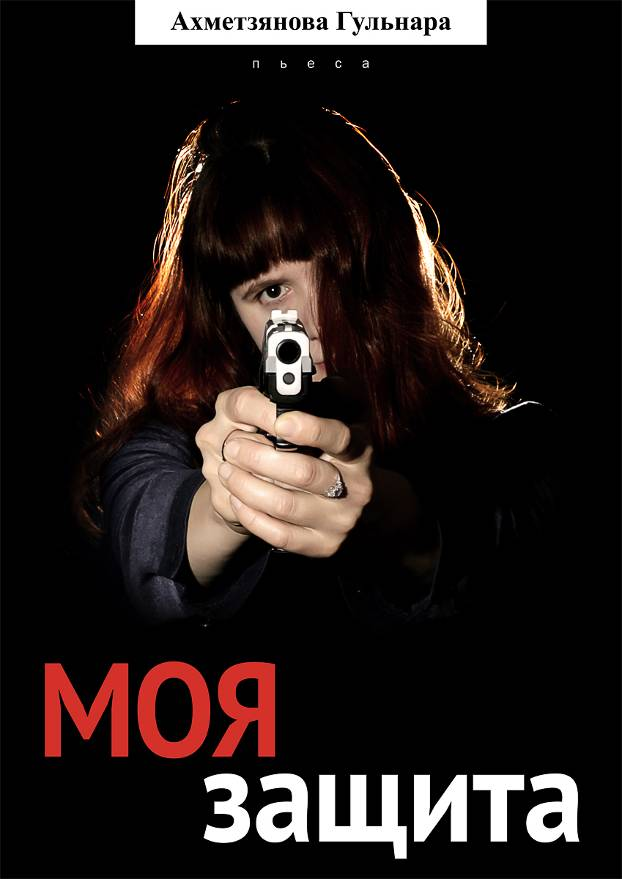 Ахметзянова Гульнара
пьеса
МОЯ
защита